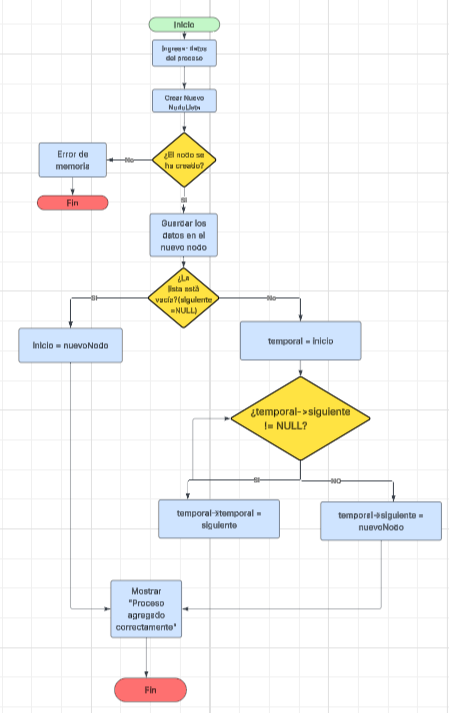 Inicio
Ingresar datos
del proceso
Crear Nuevo
NodoLista
¿El nodo se
ha creado?
No
Error de
memoria
Fin
Si
Guardar los
datos en el
nuevo nodo
¿La
lista está
vacía?(siguiente
=NULL)
Si
No
Inicio = nuevoNodo
temporal = inicio
¿temporal->siguiente
!= NULL?
Si
NO
temporal->temporal =
siguiente
temporal->siguiente =
nuevoNodo
Mostrar
"Proceso
agregado
correctamente"
Fin